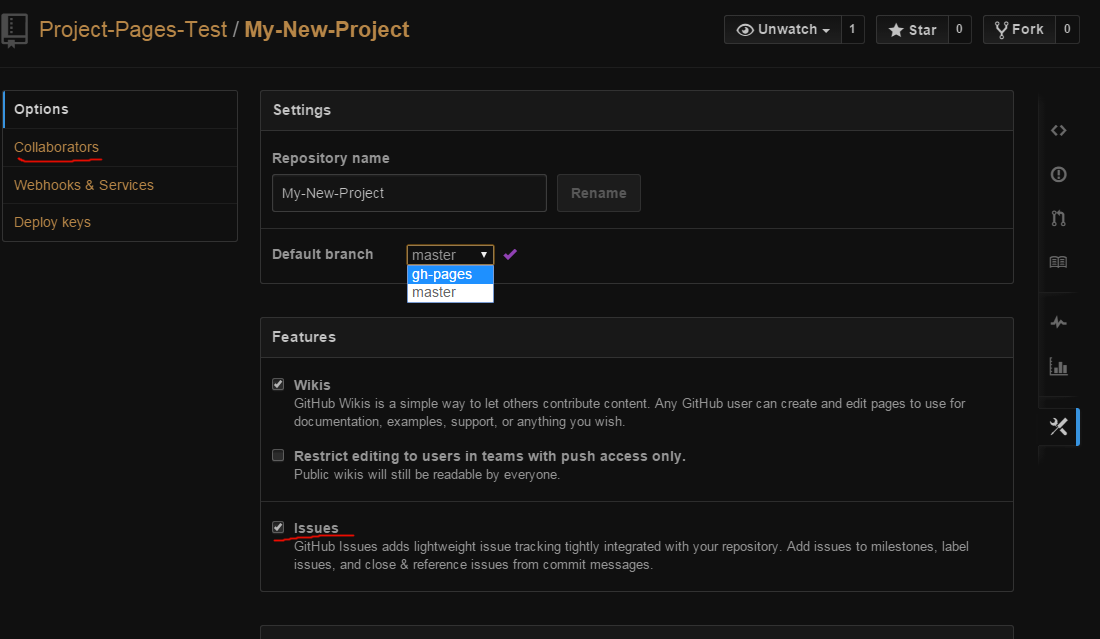 Project-Pages-Test / My-New-Project
Unwatch 1
Star 0
Fork 0
Options
Collaborators
Webhooks & Services
Deploy keys
Settings
Repository name
My-New-Project Rename
Default branch master
gh-pages
master
Features
Wikis
GitHub Wikis is a simple way to let others contribute content. Any GitHub user can create and edit pages to use for
documentation, examples, support, or anything you wish.
Restrict editing to users in teams with push access only.
Public wikis will still be readable by everyone.
Issues
GitHub Issues adds lightweight issue tracking tightly integrated with your repository. Add issues to milestones, label
issues, and close & reference issues from commit messages.